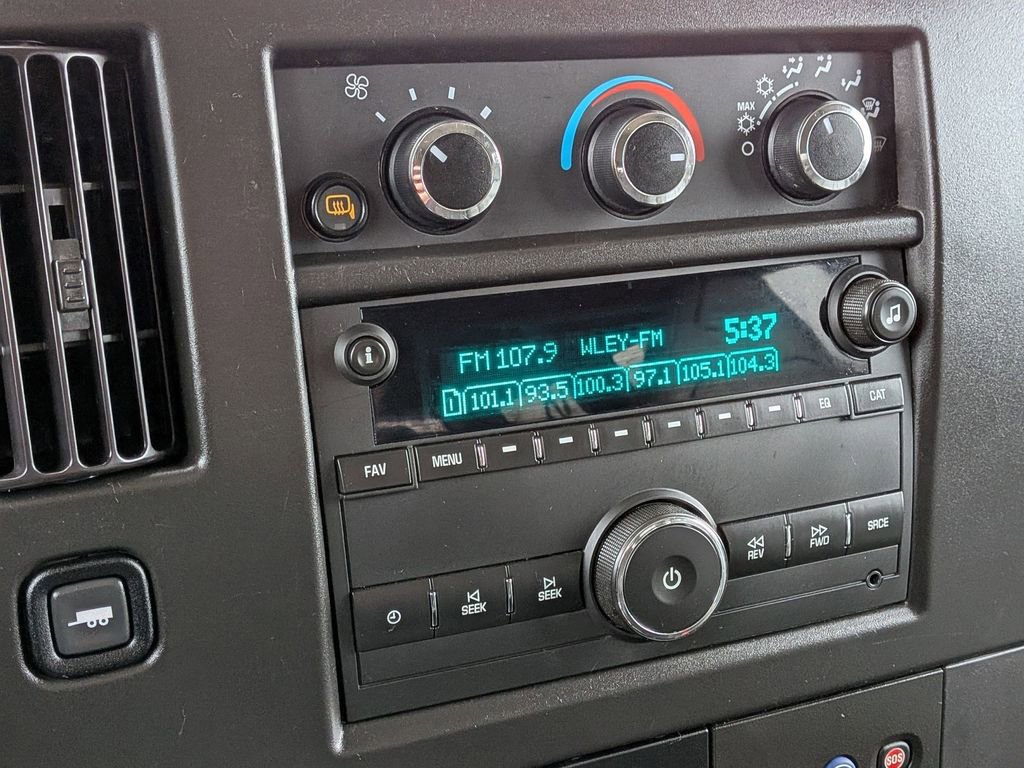 MAX
5:37
FM 107.9 WLEY-FM
101.1 93.5 100.3 97.1 105.1 104.3
i
FAV MENU EQ CAT
REV FWD SRCE
SEEK SEEK
SOS